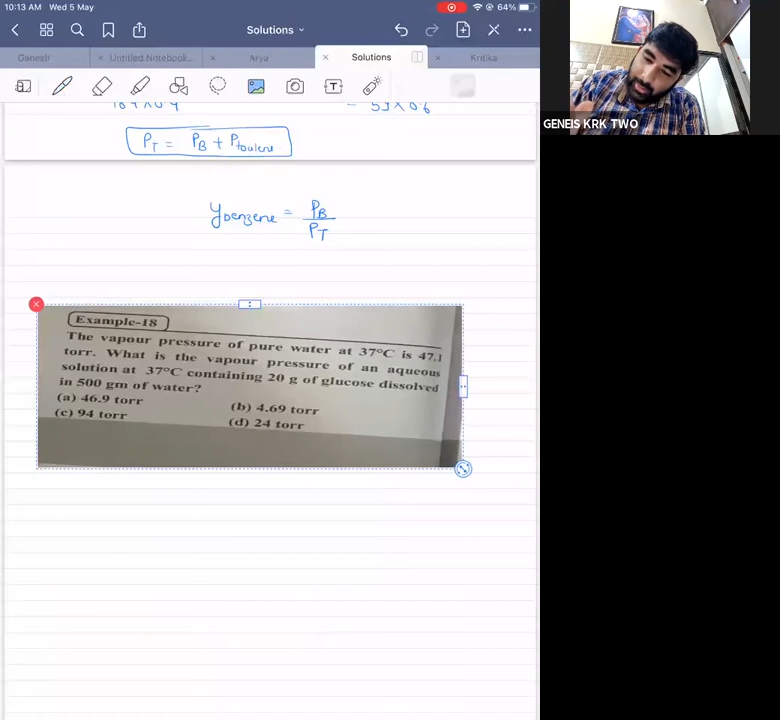 10:13 AM Wed 5 May
64%
Solutions
Ganesh
Untitled Notebook...
Arya
Solutions
Kritika
T
GENEIS KRK TWO
P_T = P_B + P_toulene
y_benzene = P_B / P_T
Example-18
The vapour pressure of pure water at 37°C is 47.1
torr. What is the vapour pressure of an aqueous
solution at 37°C containing 20 g of glucose dissolved
in 500 gm of water?
(a) 46.9 torr
(b) 4.69 torr
(c) 94 torr
(d) 24 torr